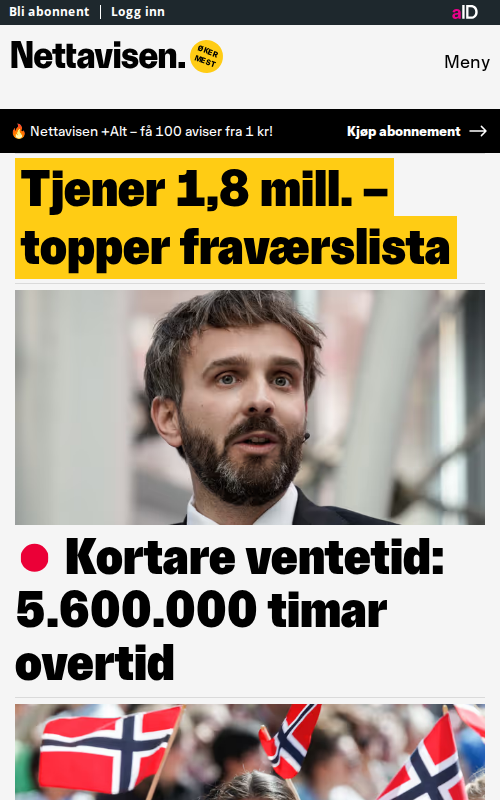 Bli abonnent | Logg inn
aID
Nettavisen.
ØKER
MEST
Meny
🔥 Nettavisen +Alt – få 100 aviser fra 1 kr!
Kjøp abonnement →
Tjener 1,8 mill. –
topper fraværslista
Kortare ventetid:
5.600.000 timar
overtid